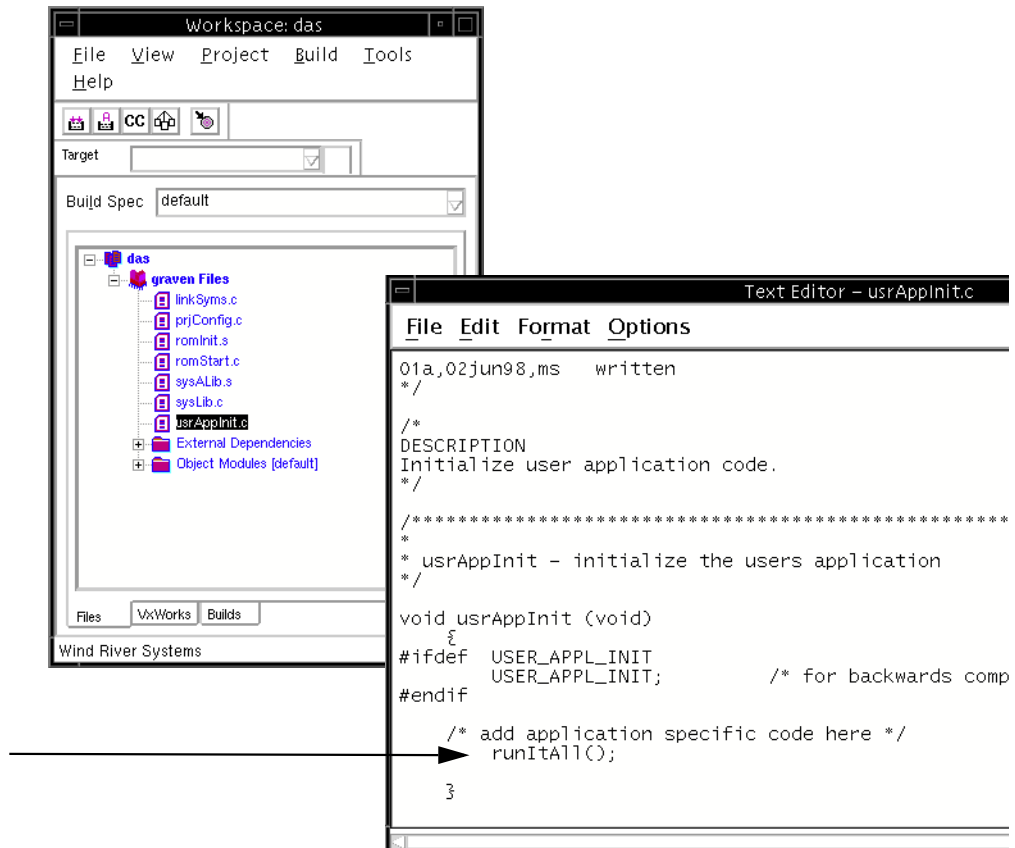 Workspace: das
File View Project Build Tools
Help
CC
Target
Build Spec default
das
graven Files
linkSyms.c
prjConfig.c
romInit.s
romStart.c
sysALib.s
sysLib.c
usrAppInit.c
External Dependencies
Object Modules [default]
Files VxWorks Builds
Wind River Systems
Text Editor – usrAppInit.c
File Edit Format Options
01a,02jun98,ms written
*/
/*
DESCRIPTION
Initialize user application code.
*/
/****************************************************
*
* usrAppInit – initialize the users application
*/
void usrAppInit (void)
{
#ifdef USER_APPL_INIT
USER_APPL_INIT; /* for backwards comp
#endif
/* add application specific code here */
runItAll();
}